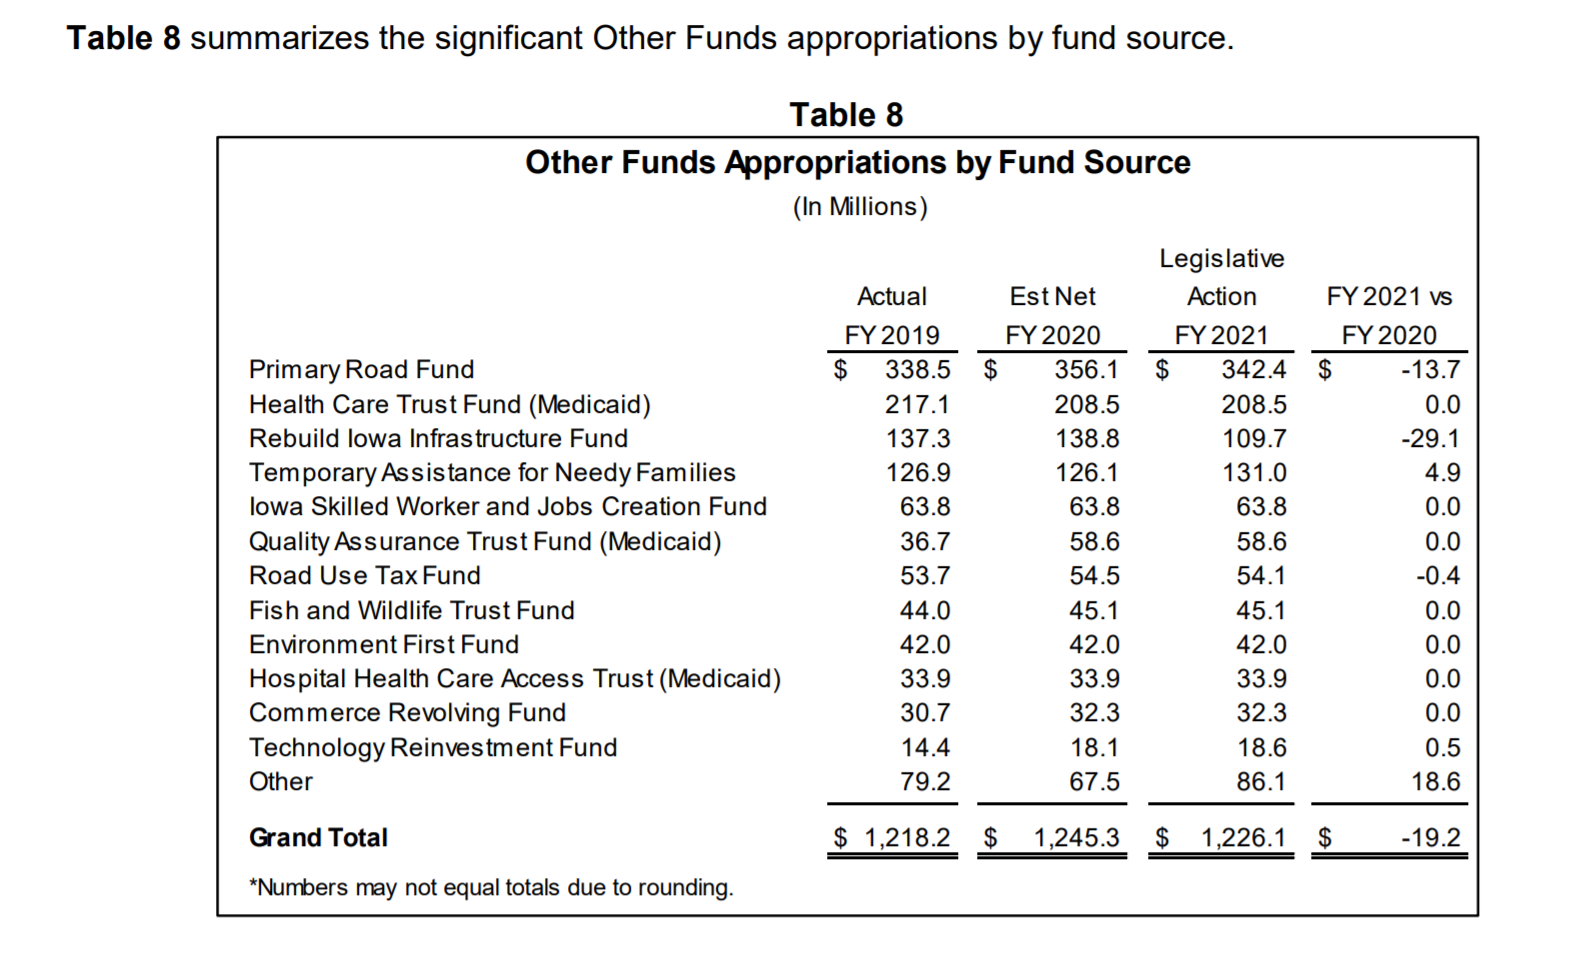 Table 8 summarizes the significant Other Funds appropriations by fund source.
Table 8
Other Funds Appropriations by Fund Source
(In Millions)
Legislative
Actual Est Net Action FY 2021 vs
FY 2019 FY 2020 FY 2021 FY 2020
Primary Road Fund $ 338.5 $ 356.1 $ 342.4 $ -13.7
Health Care Trust Fund (Medicaid) 217.1 208.5 208.5 0.0
Rebuild Iowa Infrastructure Fund 137.3 138.8 109.7 -29.1
Temporary Assistance for Needy Families 126.9 126.1 131.0 4.9
Iowa Skilled Worker and Jobs Creation Fund 63.8 63.8 63.8 0.0
Quality Assurance Trust Fund (Medicaid) 36.7 58.6 58.6 0.0
Road Use Tax Fund 53.7 54.5 54.1 -0.4
Fish and Wildlife Trust Fund 44.0 45.1 45.1 0.0
Environment First Fund 42.0 42.0 42.0 0.0
Hospital Health Care Access Trust (Medicaid) 33.9 33.9 33.9 0.0
Commerce Revolving Fund 30.7 32.3 32.3 0.0
Technology Reinvestment Fund 14.4 18.1 18.6 0.5
Other 79.2 67.5 86.1 18.6
Grand Total $ 1,218.2 $ 1,245.3 $ 1,226.1 $ -19.2
*Numbers may not equal totals due to rounding.